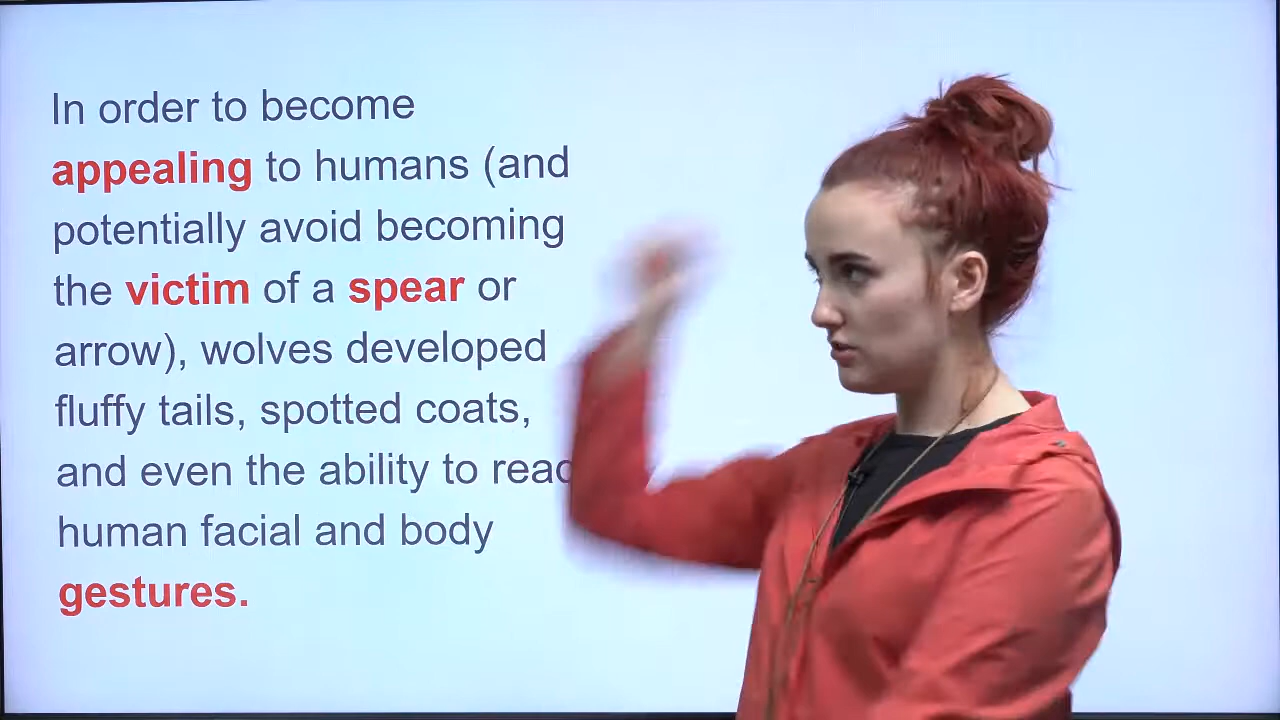 In order to become
appealing to humans (and
potentially avoid becoming
the victim of a spear or
arrow), wolves developed
fluffy tails, spotted coats,
and even the ability to read
human facial and body
gestures.